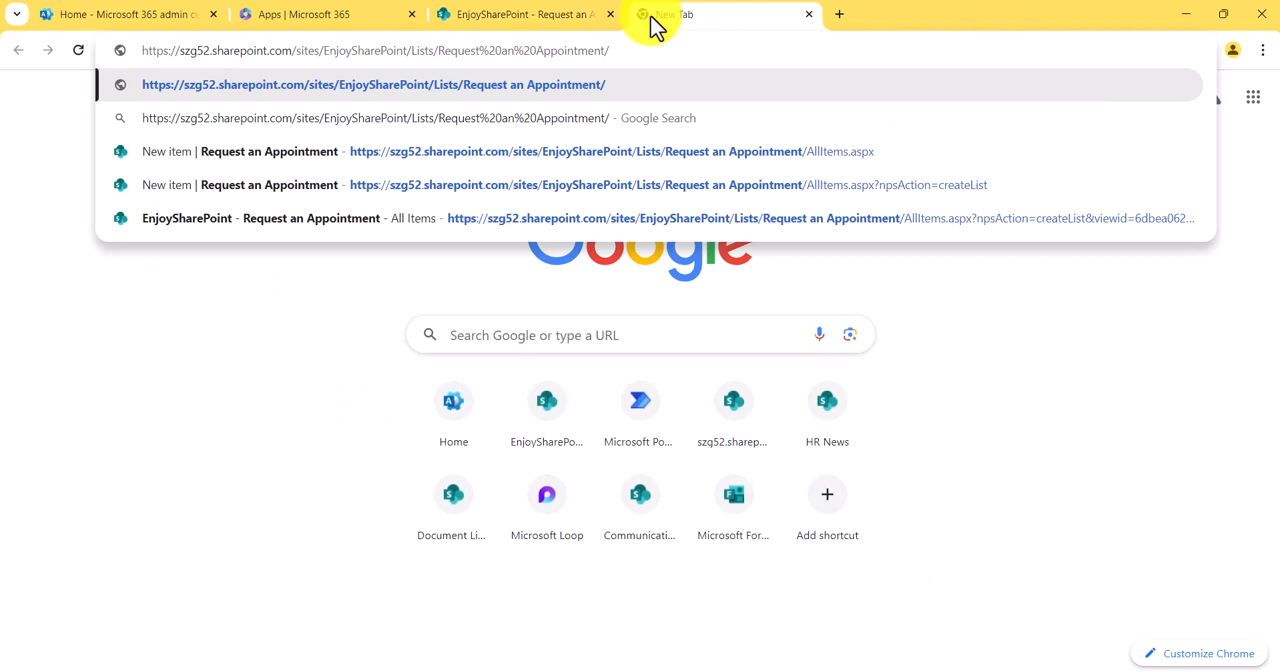 Home - Microsoft 365 admin ce
Apps | Microsoft 365
EnjoySharePoint - Request an A
New Tab
https://szg52.sharepoint.com/sites/EnjoySharePoint/Lists/Request%20an%20Appointment/
https://szg52.sharepoint.com/sites/EnjoySharePoint/Lists/Request an Appointment/
https://szg52.sharepoint.com/sites/EnjoySharePoint/Lists/Request%20an%20Appointment/ - Google Search
New item | Request an Appointment - https://szg52.sharepoint.com/sites/EnjoySharePoint/Lists/Request an Appointment/AllItems.aspx
New item | Request an Appointment - https://szg52.sharepoint.com/sites/EnjoySharePoint/Lists/Request an Appointment/AllItems.aspx?npsAction=createList
EnjoySharePoint - Request an Appointment - All Items - https://szg52.sharepoint.com/sites/EnjoySharePoint/Lists/Request an Appointment/AllItems.aspx?npsAction=createList&viewid=6dbea062...
Google
Search Google or type a URL
Home
EnjoySharePo...
Microsoft Po...
szg52.sharep...
HR News
Document Li...
Microsoft Loop
Communicati...
Microsoft For...
Add shortcut
Customize Chrome